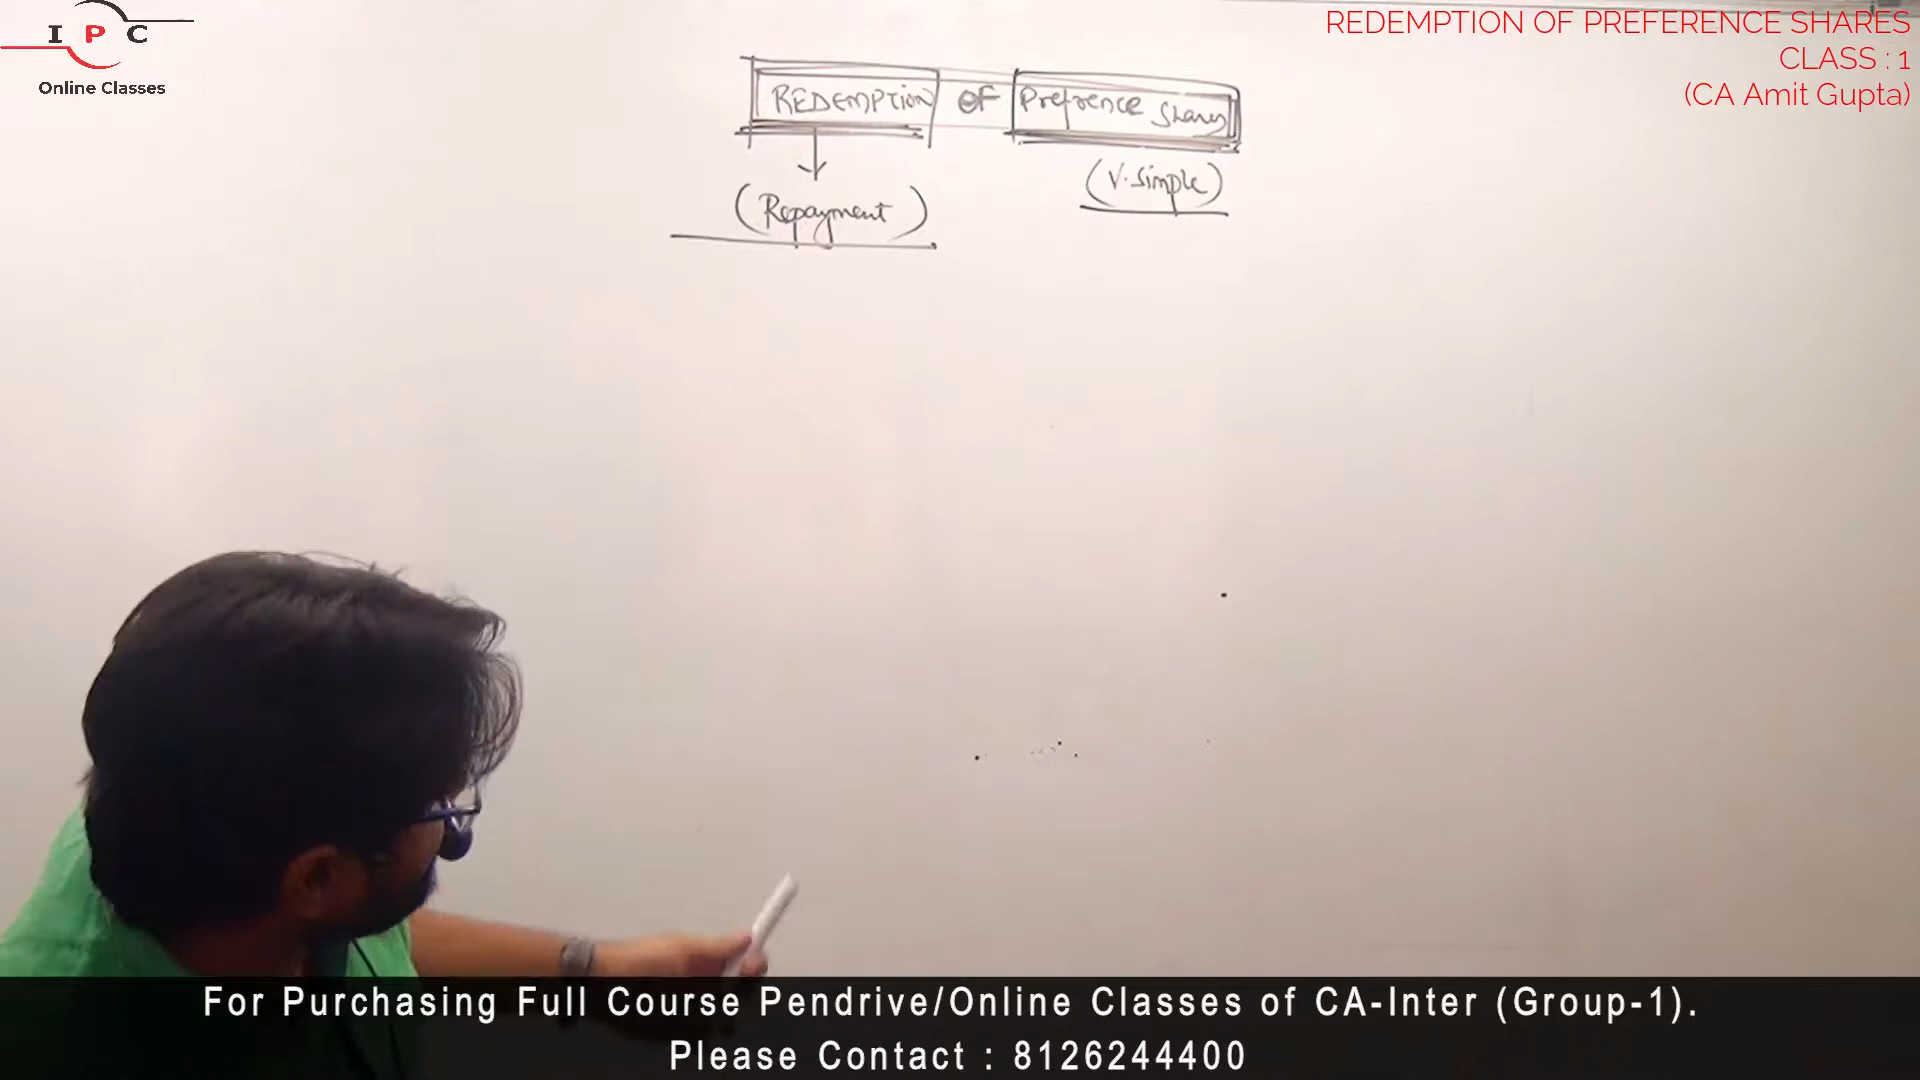 I P C
Online Classes
REDEMPTION OF PREFERENCE SHARES
CLASS : 1
(CA Amit Gupta)
REDEMPTION OF Prefrence Shares
(Repayment)
(V. Simple)
For Purchasing Full Course Pendrive/Online Classes of CA-Inter (Group-1).
Please Contact : 8126244400